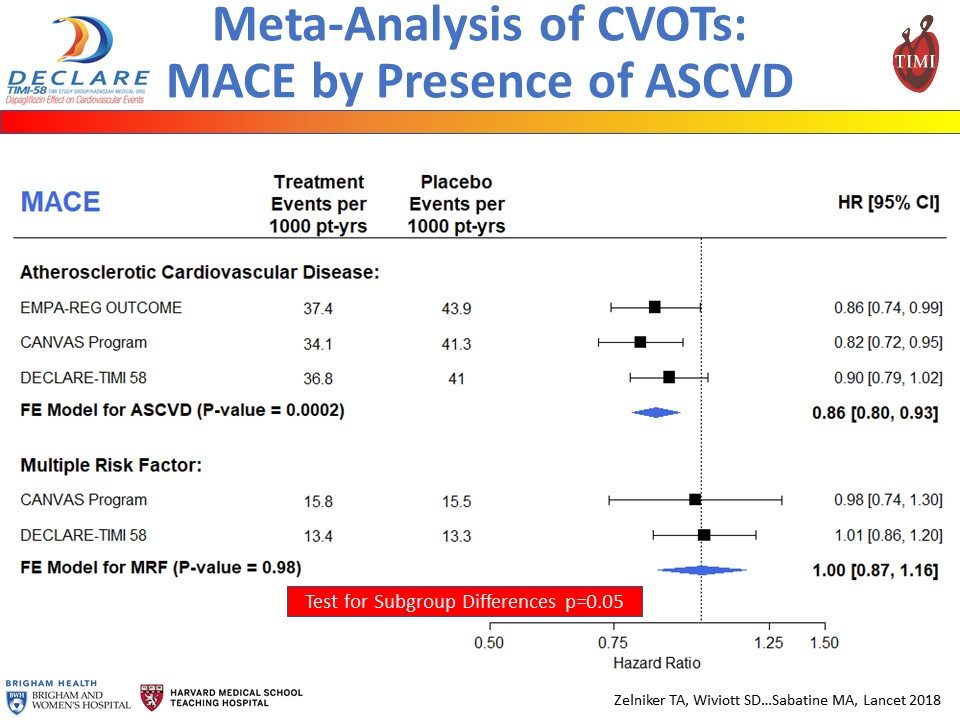 Meta-Analysis of CVOTs:
MACE by Presence of ASCVD
DECLARE
TIMI-58 TIMI STUDY GROUP/HADASSAH MEDICAL ORG
Dapagliflozin Effect on Cardiovascular Events
TIMI
MACE
Treatment
Events per
1000 pt-yrs
Placebo
Events per
1000 pt-yrs
HR [95% CI]
Atherosclerotic Cardiovascular Disease:
EMPA-REG OUTCOME 37.4 43.9 0.86 [0.74, 0.99]
CANVAS Program 34.1 41.3 0.82 [0.72, 0.95]
DECLARE-TIMI 58 36.8 41 0.90 [0.79, 1.02]
FE Model for ASCVD (P-value = 0.0002) 0.86 [0.80, 0.93]
Multiple Risk Factor:
CANVAS Program 15.8 15.5 0.98 [0.74, 1.30]
DECLARE-TIMI 58 13.4 13.3 1.01 [0.86, 1.20]
FE Model for MRF (P-value = 0.98) 1.00 [0.87, 1.16]
Test for Subgroup Differences p=0.05
0.50 0.75 1.25 1.50
Hazard Ratio
BRIGHAM HEALTH
BWH
BRIGHAM AND
WOMEN'S HOSPITAL
HARVARD MEDICAL SCHOOL
TEACHING HOSPITAL
Zelniker TA, Wiviott SD...Sabatine MA, Lancet 2018